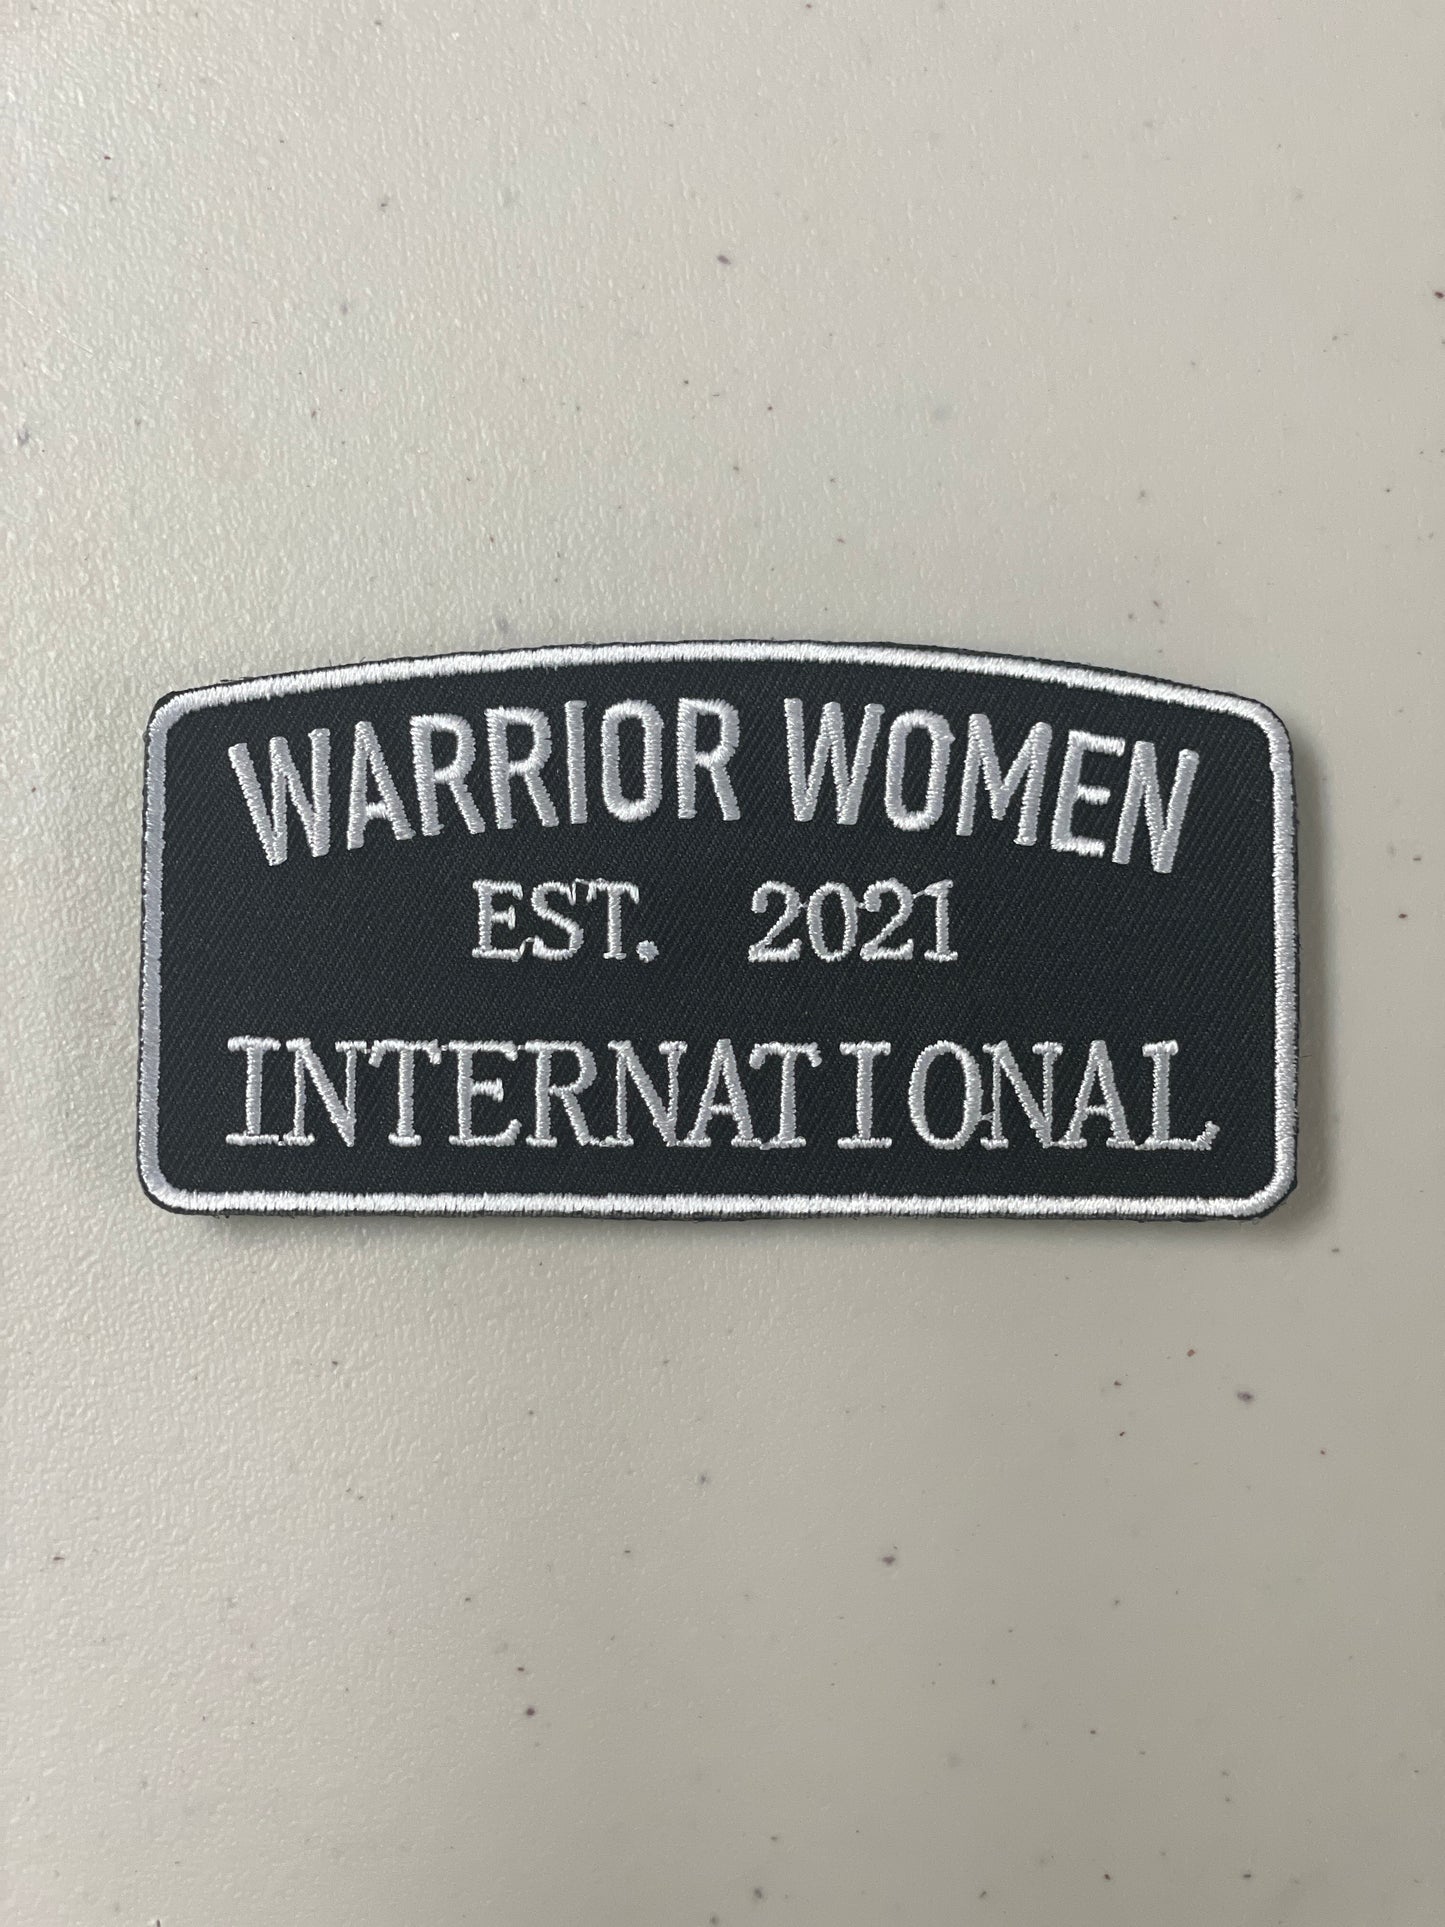 WARRIOR WOMEN
EST. 2021
INTERNATIONAL